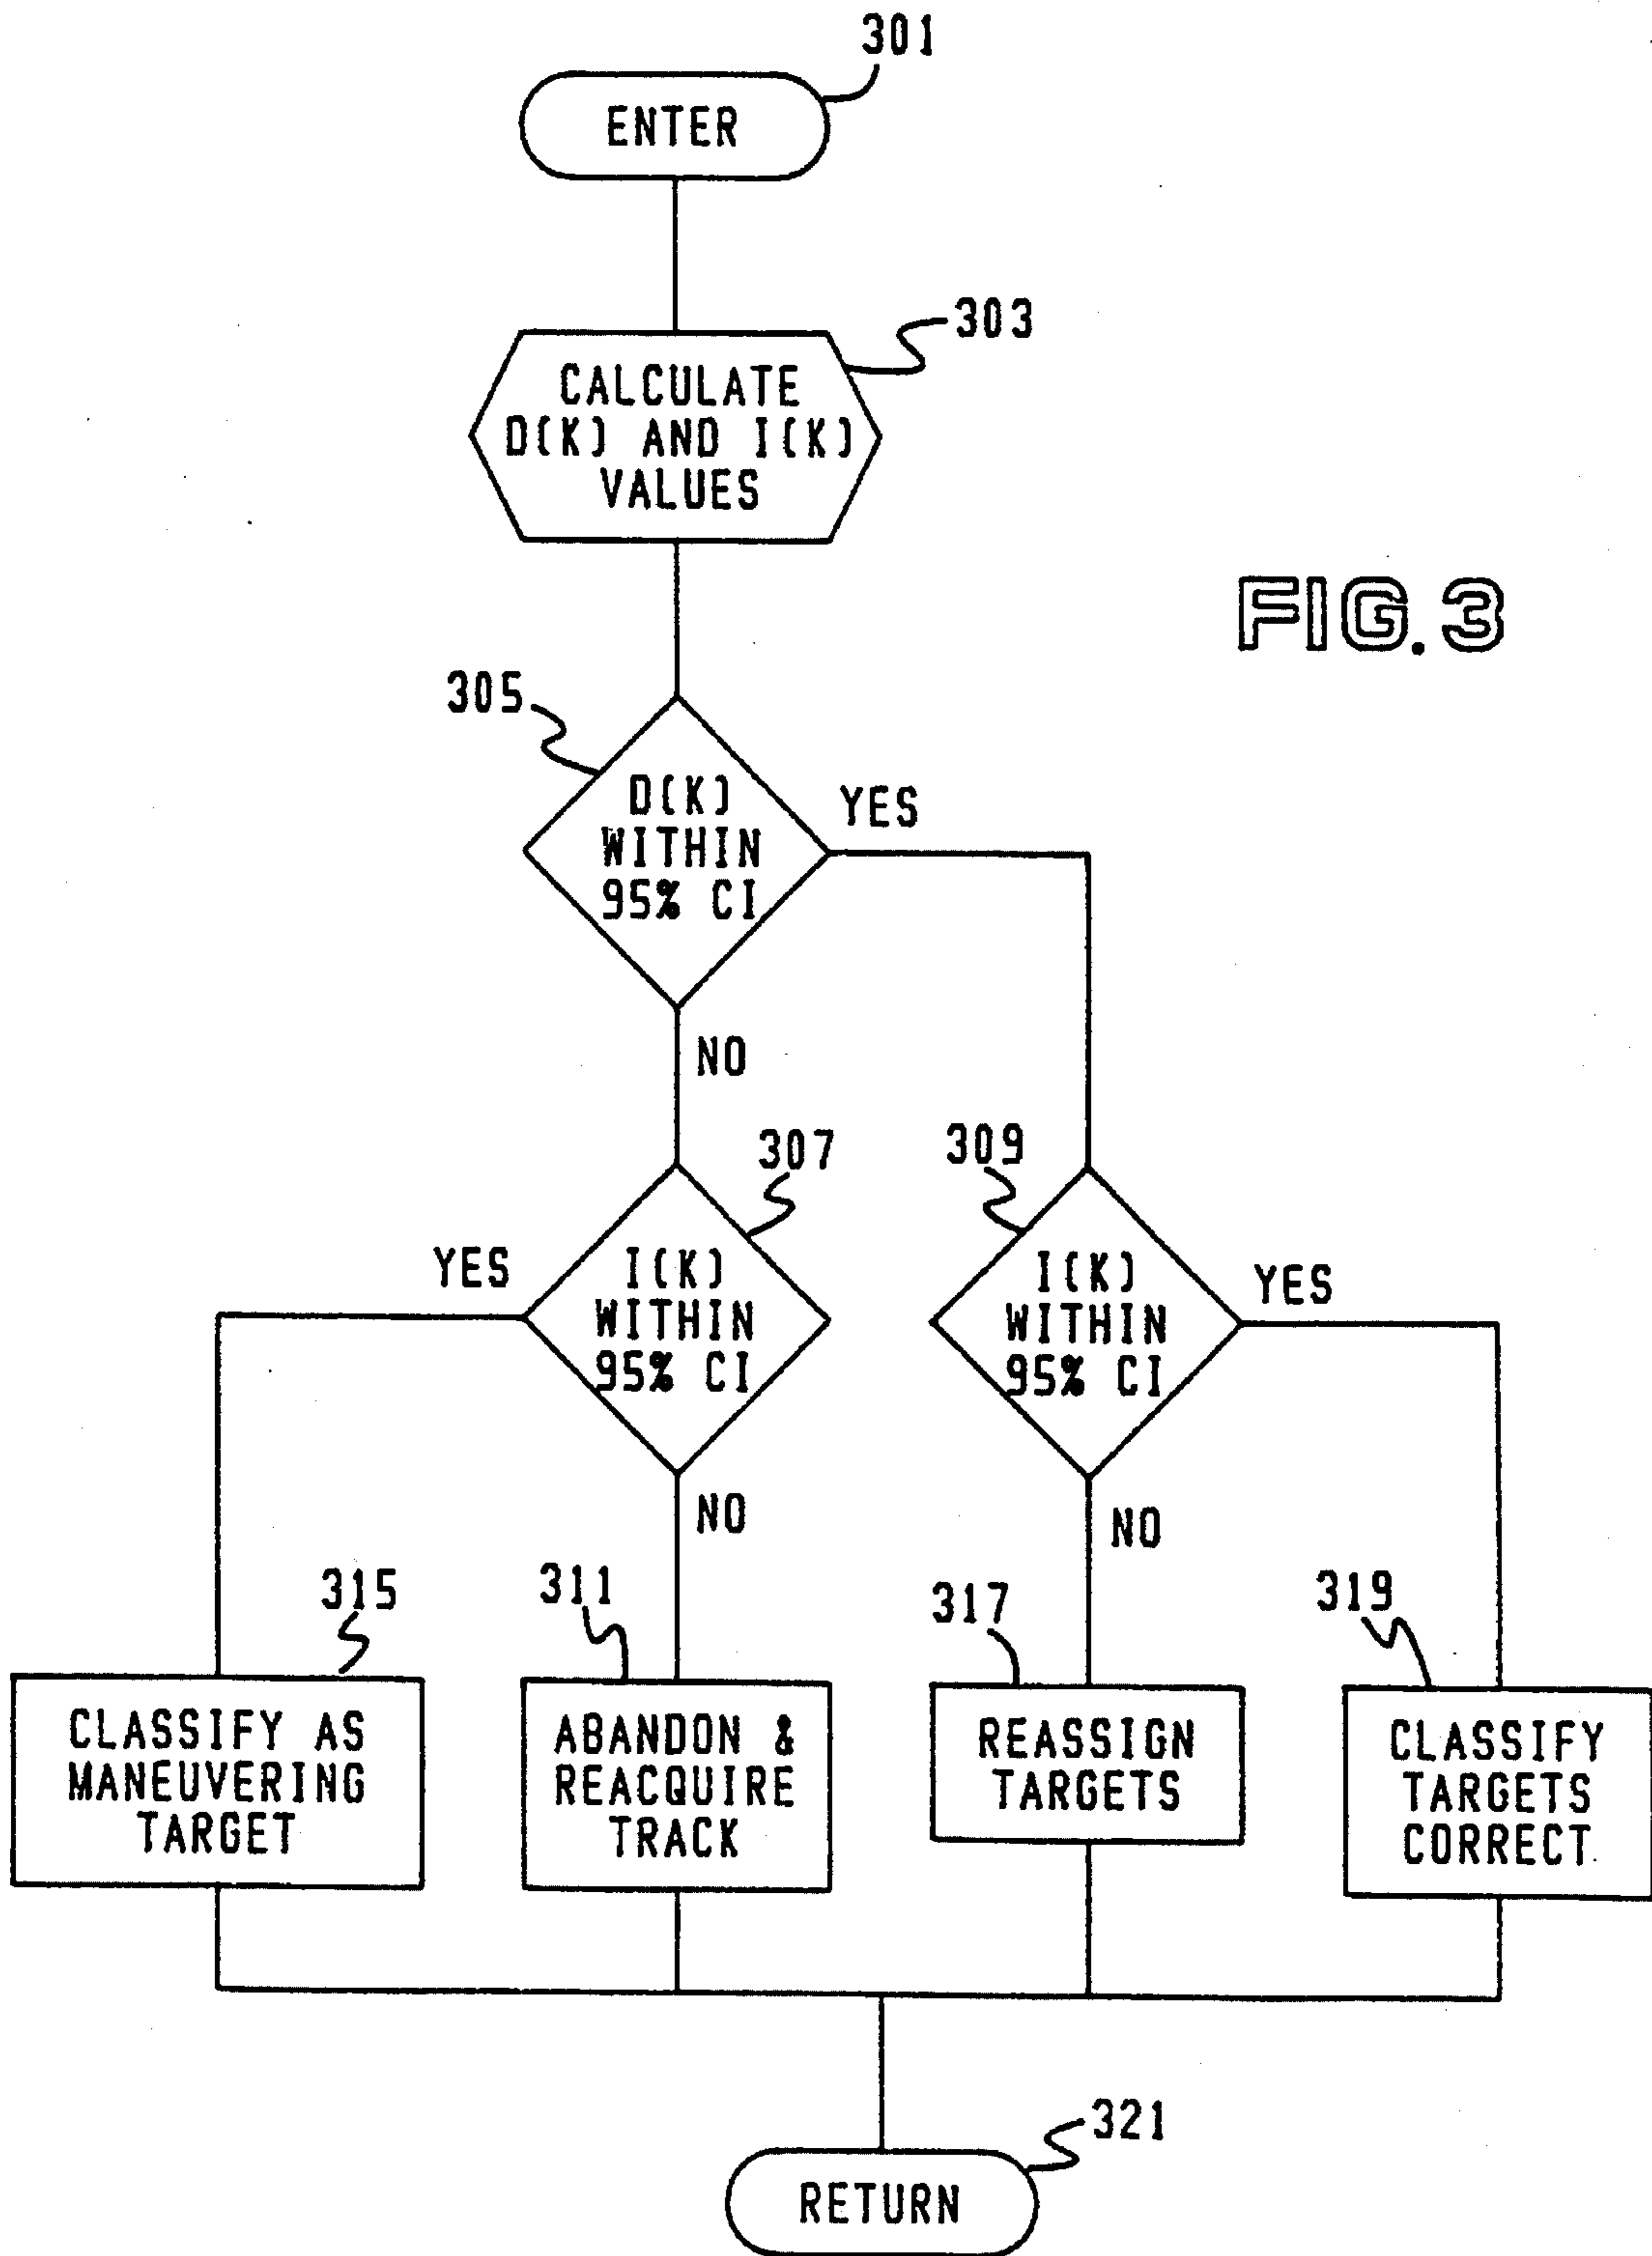 301
ENTER
303
CALCULATE
D(K) AND I(K)
VALUES
FIG. 3
305
D(K)
WITHIN
95% CI
YES
NO
307
309
YES
I(K)
WITHIN
95% CI
I(K)
WITHIN
95% CI
YES
NO
NO
315
311
317
319
CLASSIFY AS
MANEUVERING
TARGET
ABANDON &
REACQUIRE
TRACK
REASSIGN
TARGETS
CLASSIFY
TARGETS
CORRECT
321
RETURN